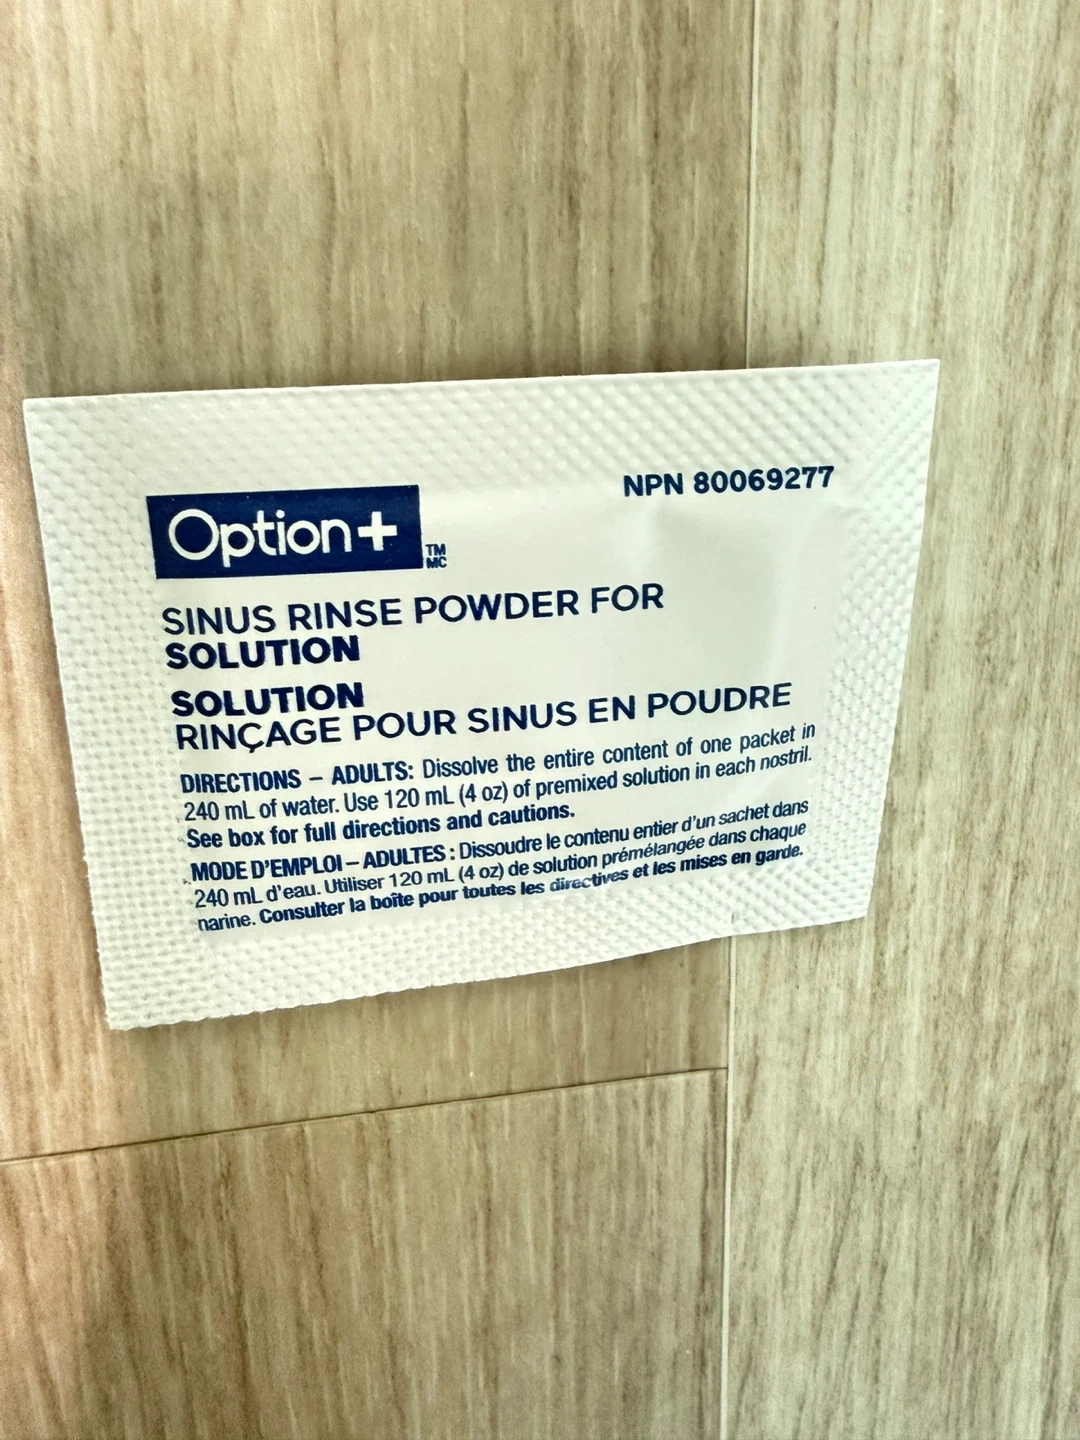 NPN 80069277
Option+ TM MC
SINUS RINSE POWDER FOR
SOLUTION
SOLUTION
RINÇAGE POUR SINUS EN POUDRE
DIRECTIONS – ADULTS: Dissolve the entire content of one packet in
240 mL of water. Use 120 mL (4 oz) of premixed solution in each nostril.
See box for full directions and cautions.
MODE D'EMPLOI – ADULTES : Dissoudre le contenu entier d'un sachet dans
240 mL d'eau. Utiliser 120 mL (4 oz) de solution prémélangée dans chaque
narine. Consulter la boîte pour toutes les directives et les mises en garde.